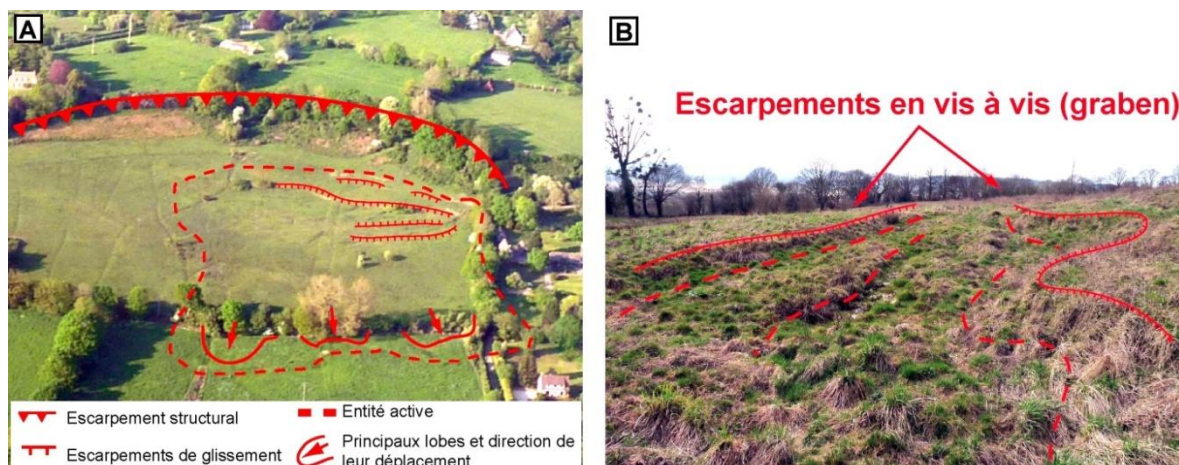 A
B
Escarpements en vis à vis (graben)
Escarpement structural
Entité active
Escarpements de glissement
Principaux lobes et direction de
leur déplacement